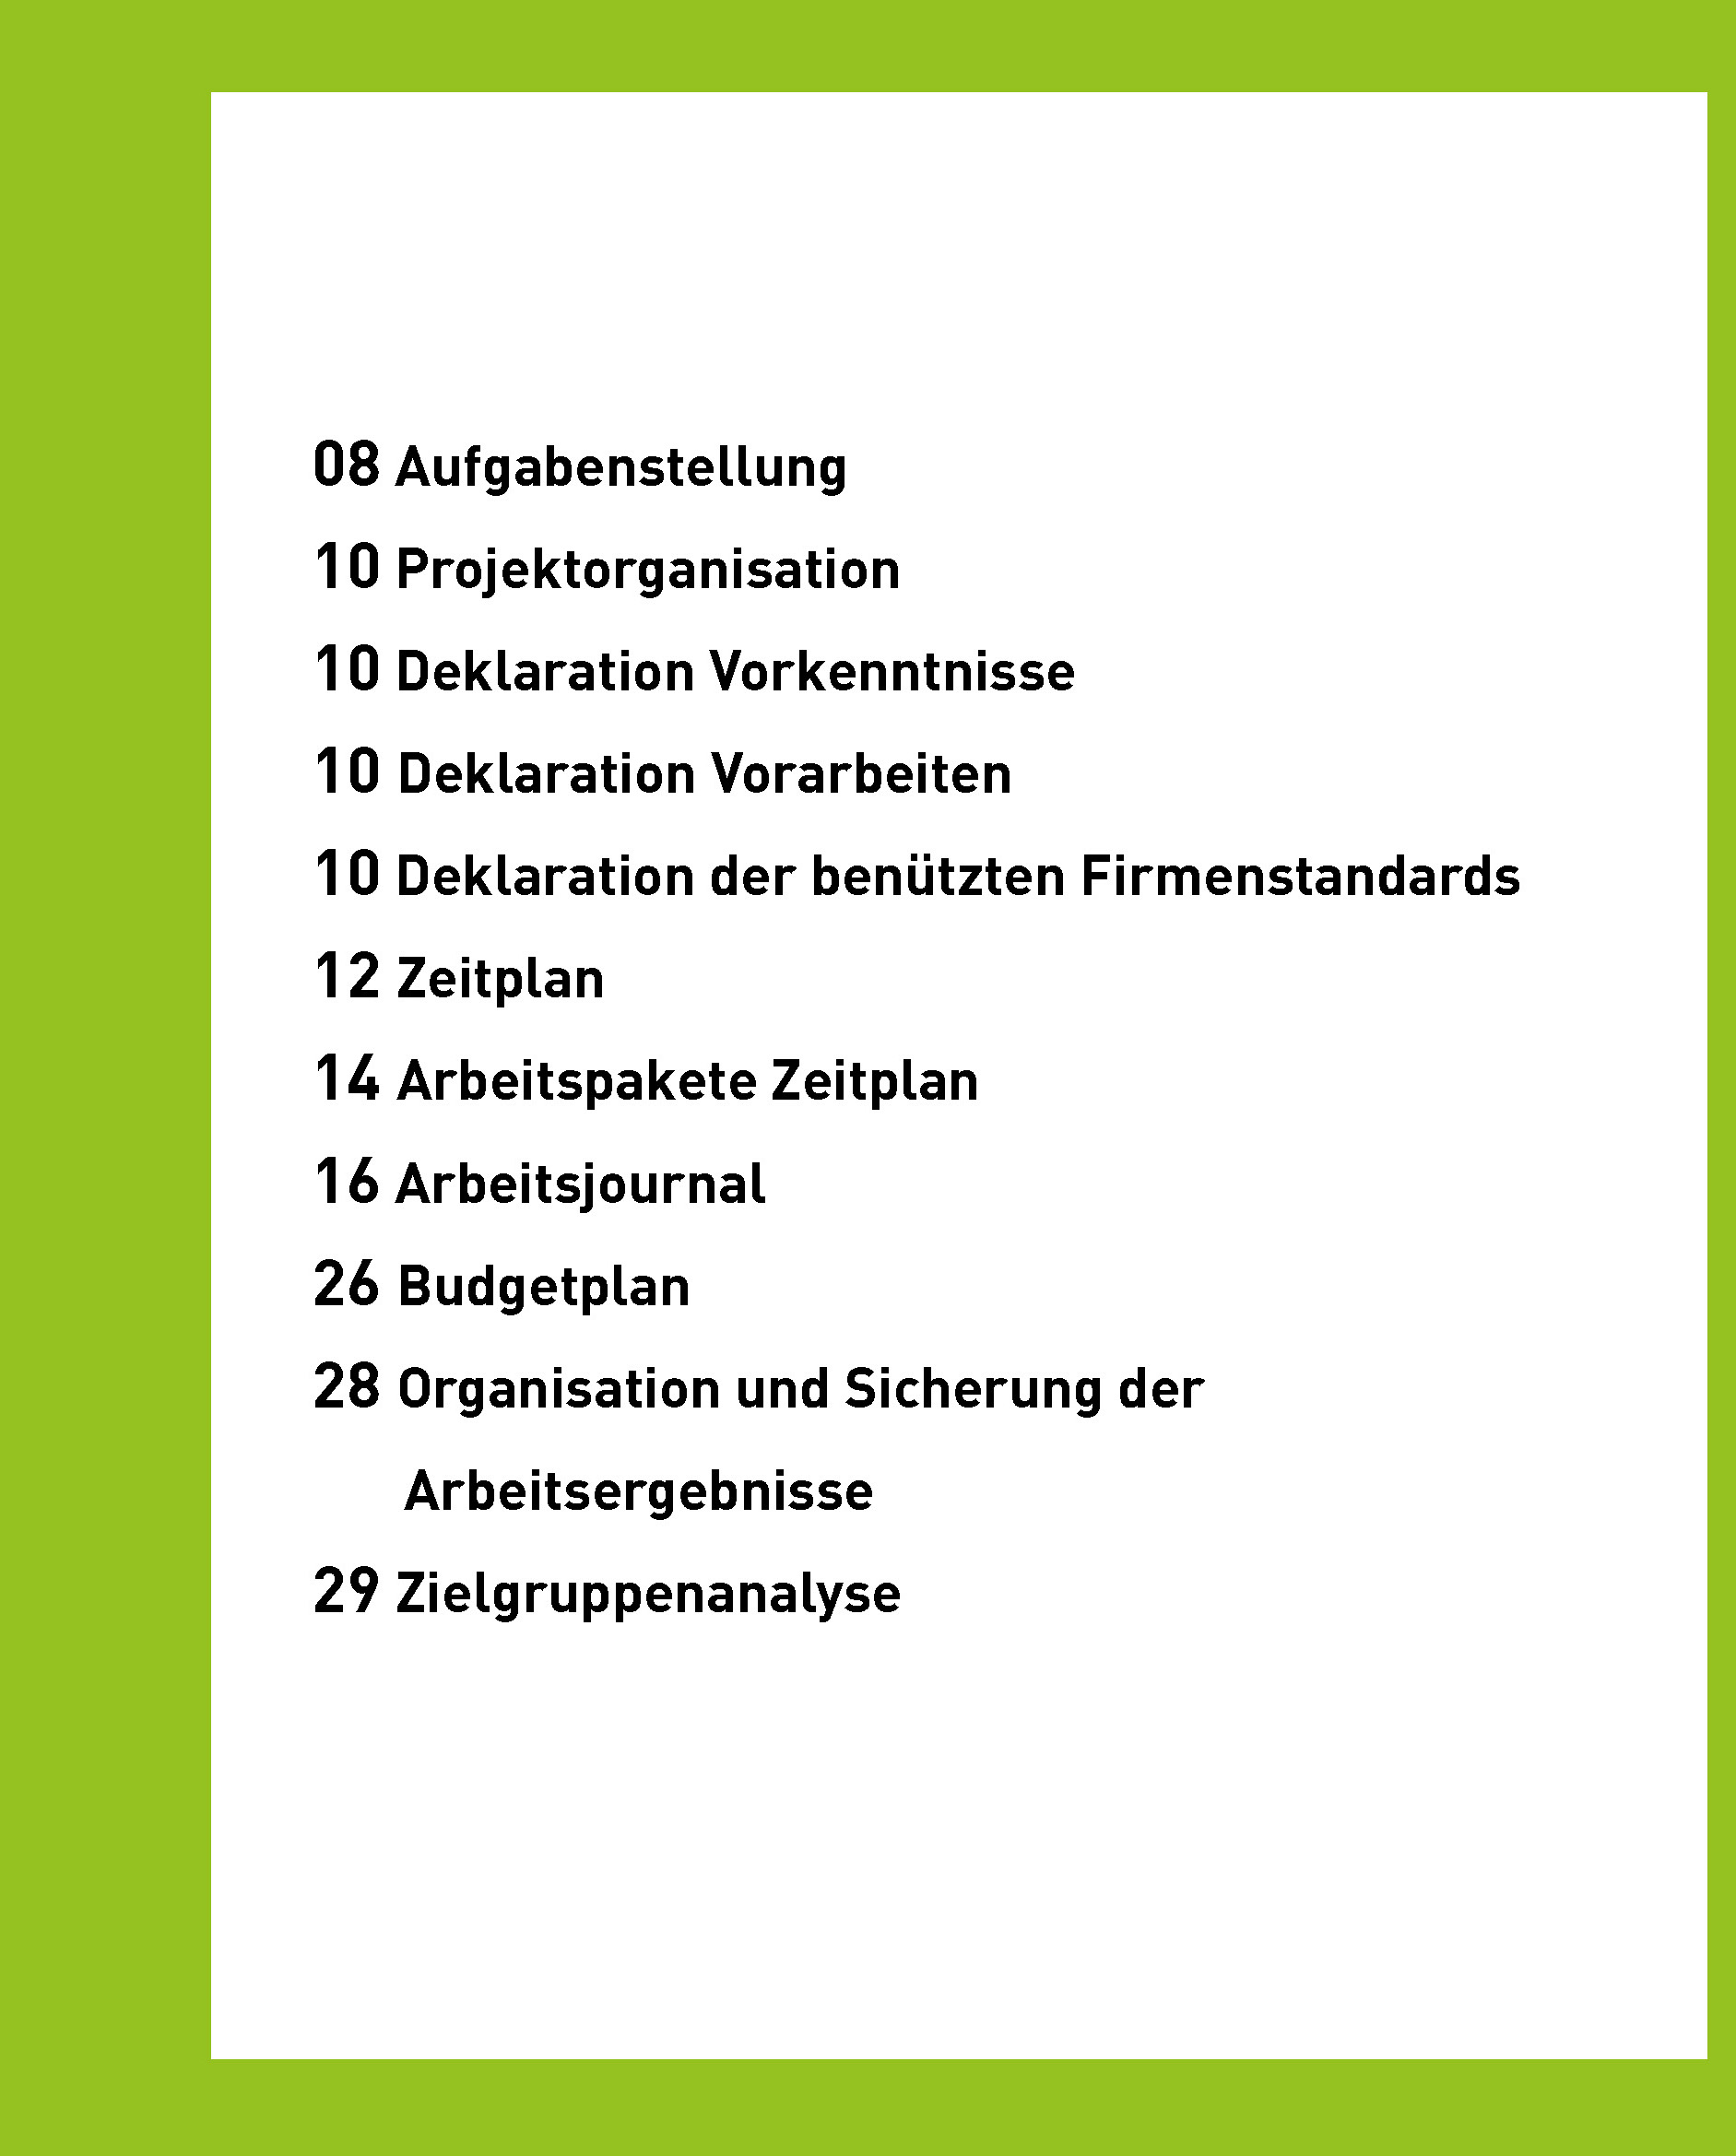 08 Aufgabenstellung
10 Projektorganisation
10 Deklaration Vorkenntnisse
10 Deklaration Vorarbeiten
10 Deklaration der benützten Firmenstandards
12 Zeitplan
14 Arbeitspakete Zeitplan
16 Arbeitsjournal
26 Budgetplan
28 Organisation und Sicherung der
Arbeitsergebnisse
29 Zielgruppenanalyse